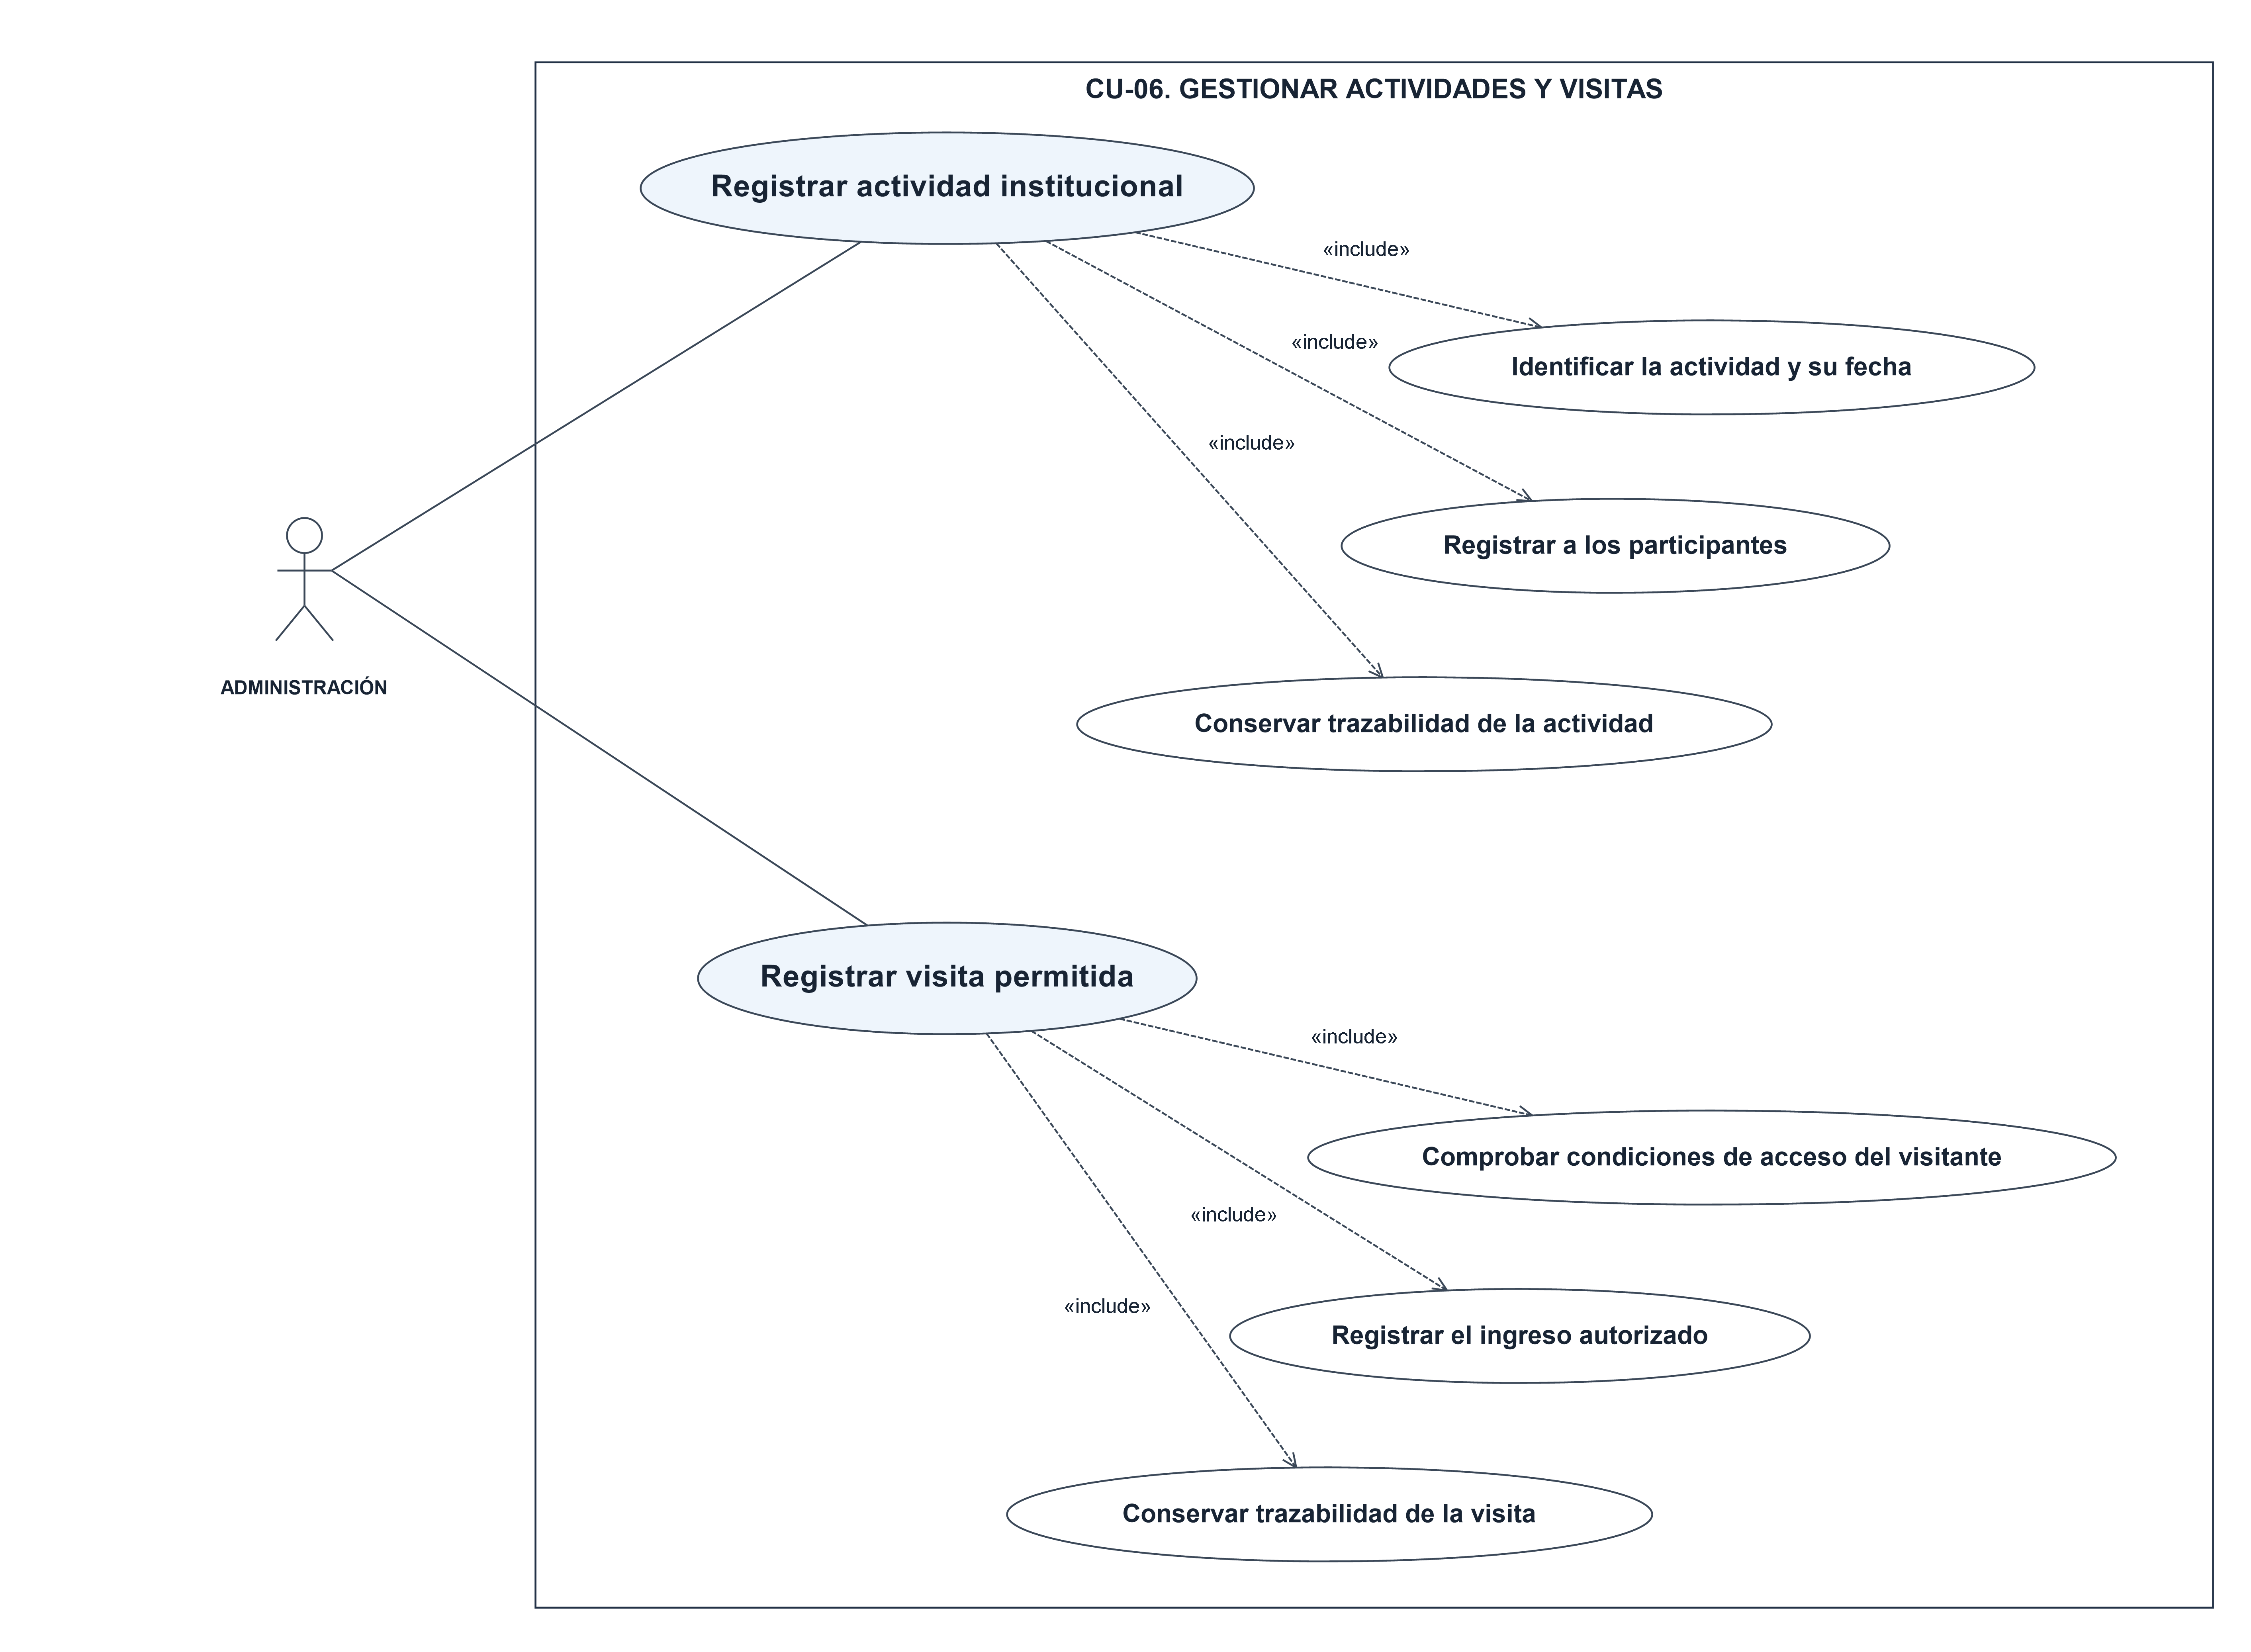 CU-06. GESTIONAR ACTIVIDADES Y VISITAS
Registrar actividad institucional
«include»
Identificar la actividad y su fecha
«include»
Registrar a los participantes
«include»
Conservar trazabilidad de la actividad
ADMINISTRACIÓN
Registrar visita permitida
«include»
Comprobar condiciones de acceso del visitante
«include»
Registrar el ingreso autorizado
«include»
Conservar trazabilidad de la visita